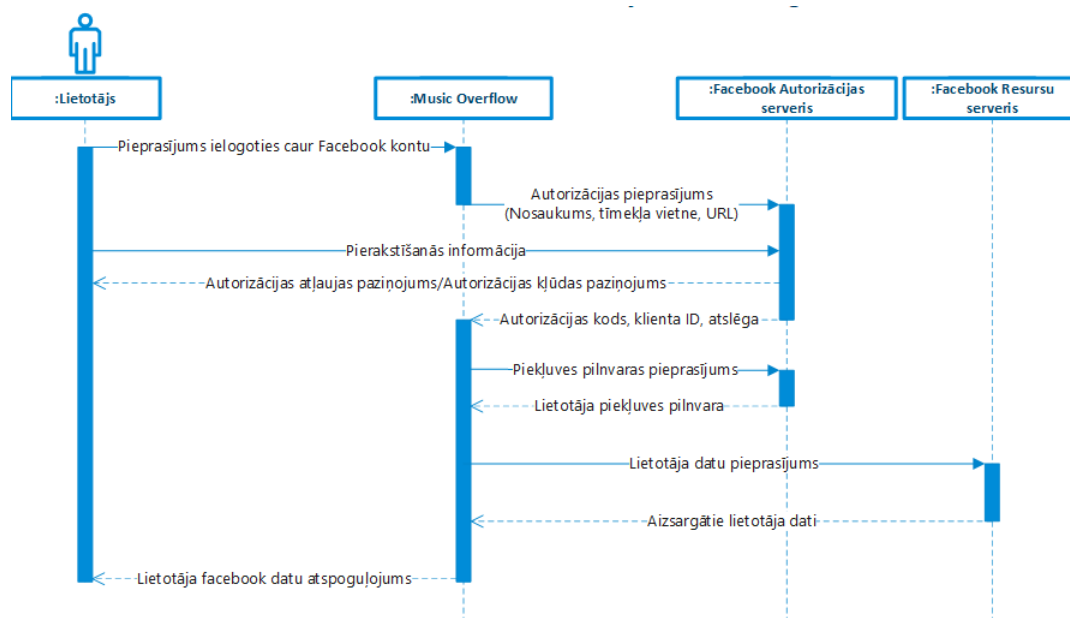 :Lietotājs
:Music Overflow
:Facebook Autorizācijas
serveris
:Facebook Resursu
serveris
Pieprasījums ielogoties caur Facebook kontu
Autorizācijas pieprasījums
(Nosaukums, tīmekļa vietne, URL)
Pierakstīšanās informācija
Autorizācijas atļaujas paziņojums/Autorizācijas kļūdas paziņojums
Autorizācijas kods, klienta ID, atslēga
Piekļuves pilnvaras pieprasījums
Lietotāja piekļuves pilnvara
Lietotāja datu pieprasījums
Aizsargātie lietotāja dati
Lietotāja facebook datu atspoguļojums